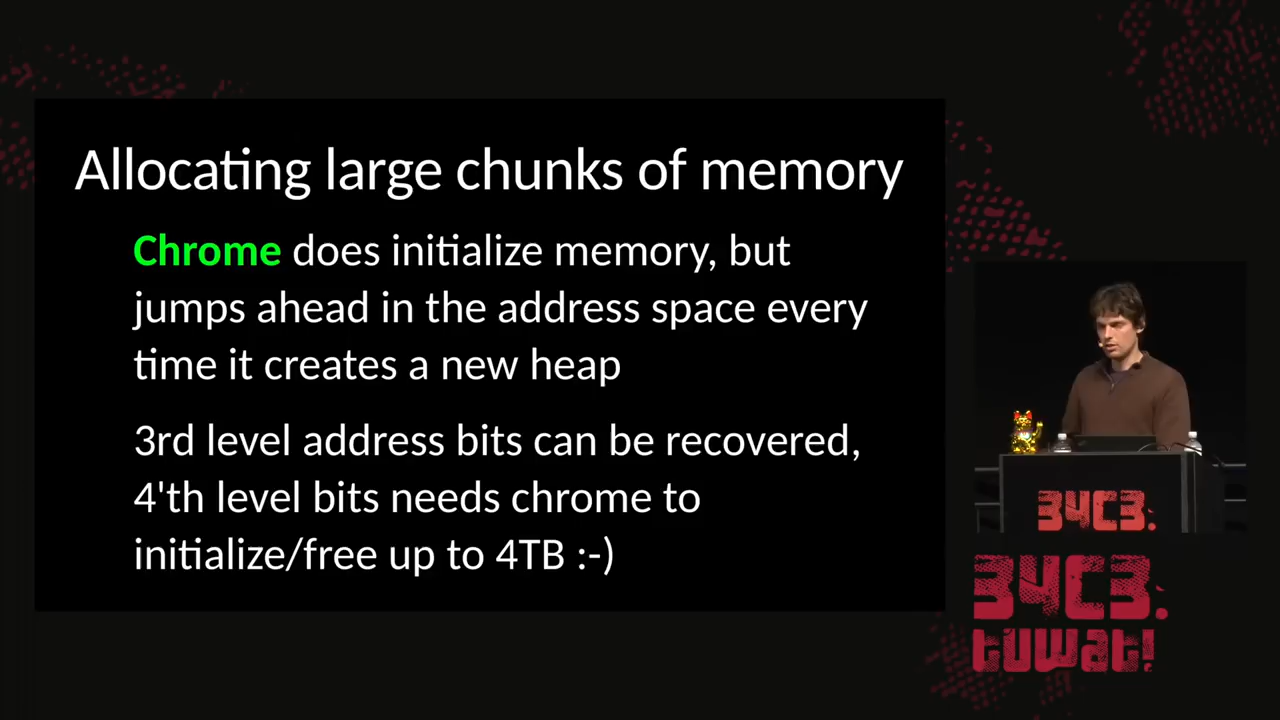 Allocating large chunks of memory
Chrome does initialize memory, but
jumps ahead in the address space every
time it creates a new heap
3rd level address bits can be recovered,
4'th level bits needs chrome to
initialize/free up to 4TB :-)
34C3.
34C3.
tuwat!